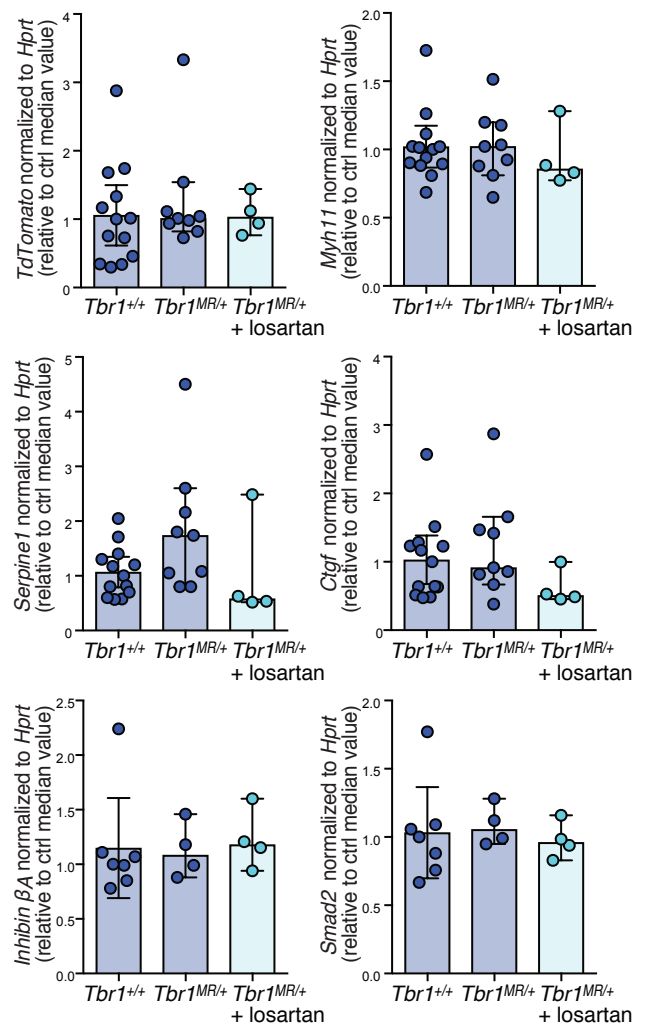 TdTomato normalized to Hprt
(relative to ctrl median value)
4
3
2
1
0
Tbr1+/+ Tbr1MR/+ Tbr1MR/+
+ losartan
Myh11 normalized to Hprt
(relative to ctrl median value)
2.0
1.5
1.0
0.5
0.0
Tbr1+/+ Tbr1MR/+ Tbr1MR/+
+ losartan
Serpine1 normalized to Hprt
(relative to ctrl median value)
5
4
3
2
1
0
Tbr1+/+ Tbr1MR/+ Tbr1MR/+
+ losartan
Ctgf normalized to Hprt
(relative to ctrl median value)
4
3
2
1
0
Tbr1+/+ Tbr1MR/+ Tbr1MR/+
+ losartan
Inhibin βA normalized to Hprt
(relative to ctrl median value)
2.5
2.0
1.5
1.0
0.5
0.0
Tbr1+/+ Tbr1MR/+ Tbr1MR/+
+ losartan
Smad2 normalized to Hprt
(relative to ctrl median value)
2.0
1.5
1.0
0.5
0.0
Tbr1+/+ Tbr1MR/+ Tbr1MR/+
+ losartan